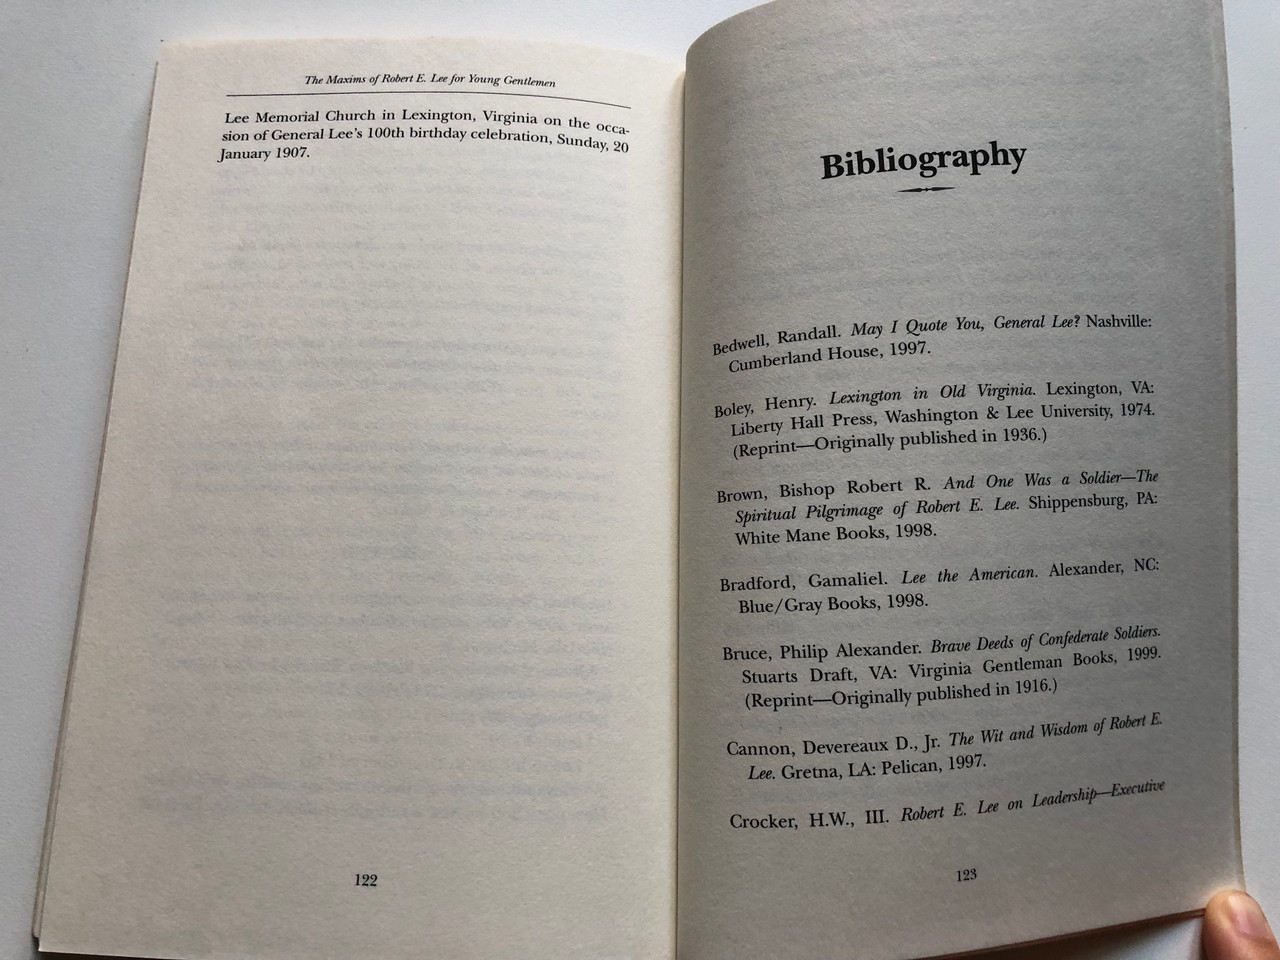 The Maxims of Robert E. Lee for Young Gentlemen
Lee Memorial Church in Lexington, Virginia on the occa-
sion of General Lee's 100th birthday celebration, Sunday, 20
January 1907.
122
Bibliography
Bedwell, Randall. May I Quote You, General Lee? Nashville:
Cumberland House, 1997.
Boley, Henry. Lexington in Old Virginia. Lexington, VA:
Liberty Hall Press, Washington & Lee University, 1974.
(Reprint—Originally published in 1936.)
Brown, Bishop Robert R. And One Was a Soldier—The
Spiritual Pilgrimage of Robert E. Lee. Shippensburg, PA:
White Mane Books, 1998.
Bradford, Gamaliel. Lee the American. Alexander, NC:
Blue/Gray Books, 1998.
Bruce, Philip Alexander. Brave Deeds of Confederate Soldiers.
Stuarts Draft, VA: Virginia Gentleman Books, 1999.
(Reprint—Originally published in 1916.)
Cannon, Devereaux D., Jr. The Wit and Wisdom of Robert E.
Lee. Gretna, LA: Pelican, 1997.
Crocker, H.W., III. Robert E. Lee on Leadership—Executive
123